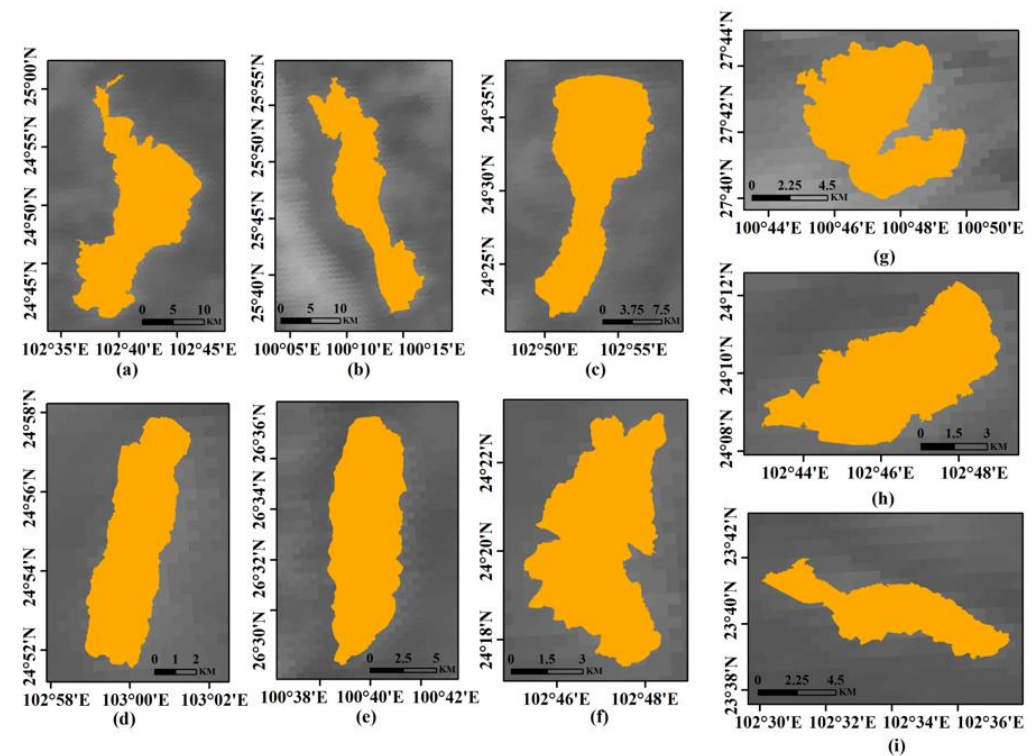 25°00'N
24°55'N
24°50'N
24°45'N
0 5 10
KM
102°35'E 102°40'E 102°45'E
(a)
25°55'N
25°50'N
25°45'N
25°40'N
0 5 10
KM
100°05'E 100°10'E 100°15'E
(b)
24°35'N
24°30'N
24°25'N
0 3.75 7.5
KM
102°50'E 102°55'E
(c)
27°44'N
27°42'N
27°40'N
0 2.25 4.5
KM
100°44'E 100°46'E 100°48'E 100°50'E
(g)
24°58'N
24°56'N
24°54'N
24°52'N
0 1 2
KM
102°58'E 103°00'E 103°02'E
(d)
26°36'N
26°34'N
26°32'N
26°30'N
0 2.5 5
KM
100°38'E 100°40'E 100°42'E
(e)
24°22'N
24°20'N
24°18'N
0 1.5 3
KM
102°46'E 102°48'E
(f)
24°12'N
24°10'N
24°08'N
0 1.5 3
KM
102°44'E 102°46'E 102°48'E
(h)
23°42'N
23°40'N
23°38'N
0 2.25 4.5
KM
102°30'E 102°32'E 102°34'E 102°36'E
(i)